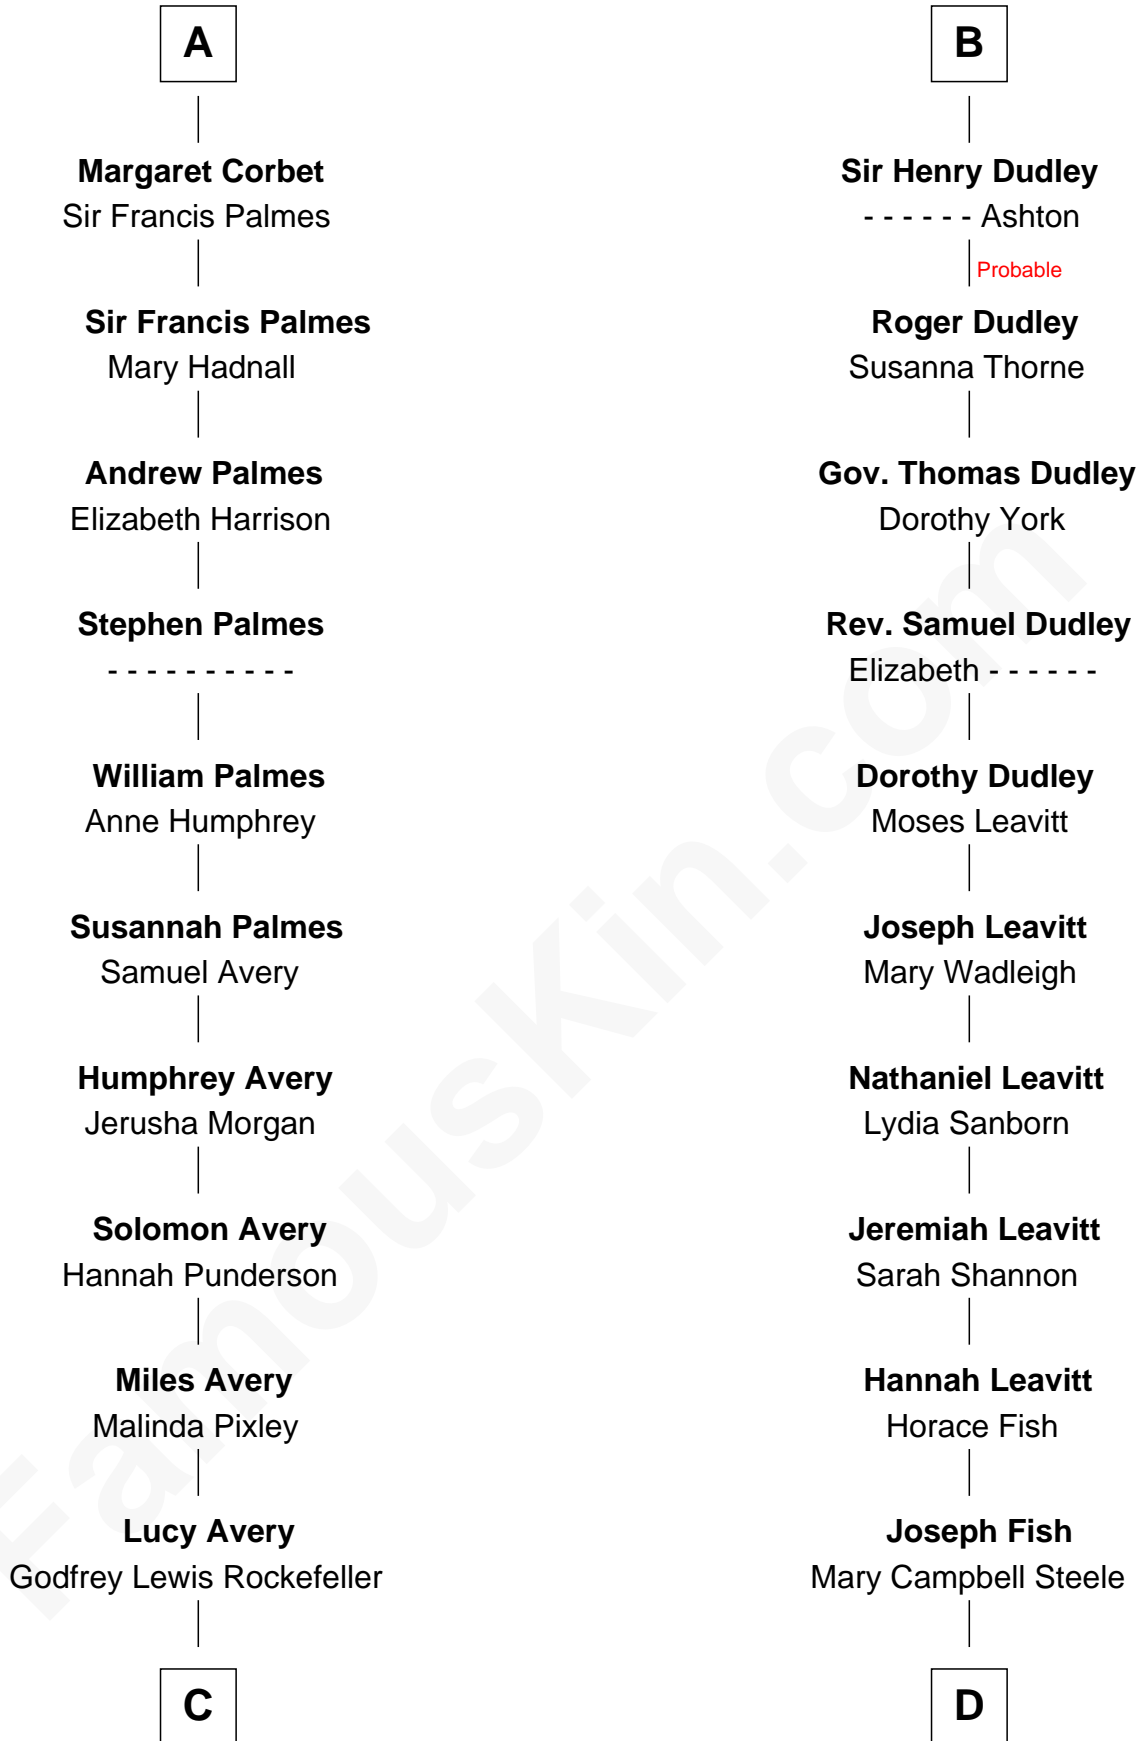 A
Margaret Corbet
Sir Francis Palmes
Sir Francis Palmes
Mary Hadnall
Andrew Palmes
Elizabeth Harrison
Stephen Palmes
- - - - - - - - - -
William Palmes
Anne Humphrey
Susannah Palmes
Samuel Avery
Humphrey Avery
Jerusha Morgan
Solomon Avery
Hannah Punderson
Miles Avery
Malinda Pixley
Lucy Avery
Godfrey Lewis Rockefeller
C
B
Sir Henry Dudley
- - - - - - Ashton
Probable
Roger Dudley
Susanna Thorne
Gov. Thomas Dudley
Dorothy York
Rev. Samuel Dudley
Elizabeth - - - - - -
Dorothy Dudley
Moses Leavitt
Joseph Leavitt
Mary Wadleigh
Nathaniel Leavitt
Lydia Sanborn
Jeremiah Leavitt
Sarah Shannon
Hannah Leavitt
Horace Fish
Joseph Fish
Mary Campbell Steele
D
FamousKin.com